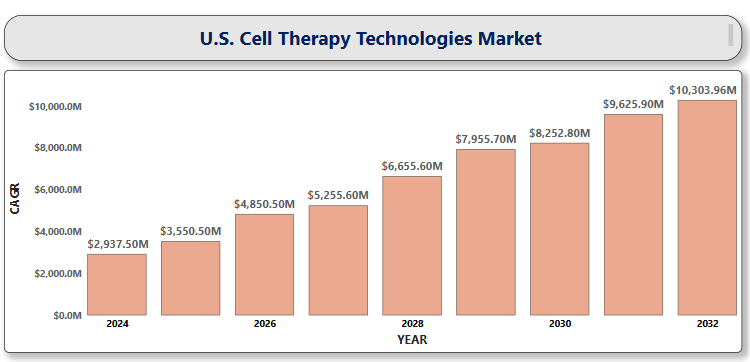 U.S. Cell Therapy Technologies Market
$10,303.96M
$9,625.90M
$10,000.0M
$8,252.80M
$7,955.70M
$8,000.0M
$6,655.60M
$6,000.0M
$5,255.60M
$4,850.50M
CAGR
$4,000.0M
$3,550.50M
$2,937.50M
$2,000.0M
$0.0M
2024 2026 2028 2030 2032
YEAR